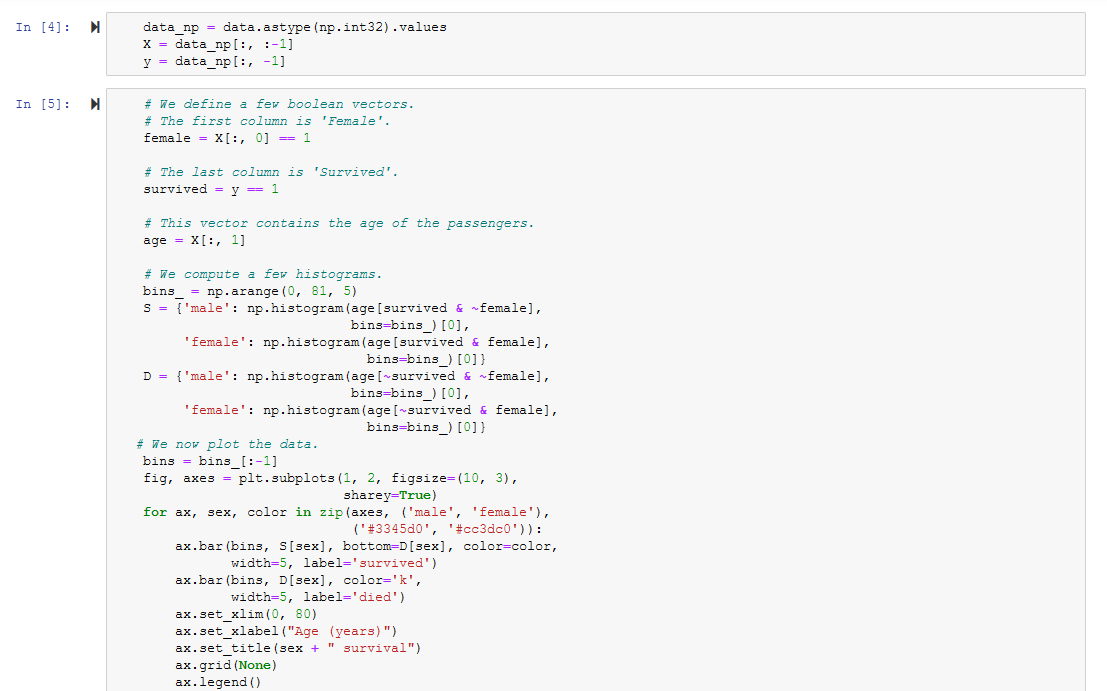 In [4]:
data_np = data.astype(np.int32).values
X = data_np[:, :-1]
y = data_np[:, -1]
In [5]:
# We define a few boolean vectors.
# The first column is 'Female'.
female = X[:, 0] == 1
# The last column is 'Survived'.
survived = y == 1
# This vector contains the age of the passengers.
age = X[:, 1]
# We compute a few histograms.
bins_ = np.arange(0, 81, 5)
S = {'male': np.histogram(age[survived & ~female],
bins=bins_)[0],
'female': np.histogram(age[survived & female],
bins=bins_)[0]}
D = {'male': np.histogram(age[~survived & ~female],
bins=bins_)[0],
'female': np.histogram(age[~survived & female],
bins=bins_)[0]}
# We now plot the data.
bins = bins_[:-1]
fig, axes = plt.subplots(1, 2, figsize=(10, 3),
sharey=True)
for ax, sex, color in zip(axes, ('male', 'female'),
('#3345d0', '#cc3dc0')):
ax.bar(bins, S[sex], bottom=D[sex], color=color,
width=5, label='survived')
ax.bar(bins, D[sex], color='k',
width=5, label='died')
ax.set_xlim(0, 80)
ax.set_xlabel("Age (years)")
ax.set_title(sex + " survival")
ax.grid(None)
ax.legend()